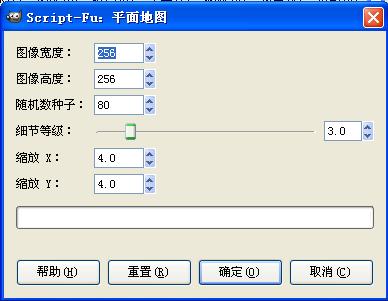 Script-Fu：平面地图
图像宽度： 256
图像高度： 256
随机数种子： 80
细节等级： 3.0
缩放 X： 4.0
缩放 Y： 4.0
帮助(H) 重置(R) 确定(O) 取消(C)